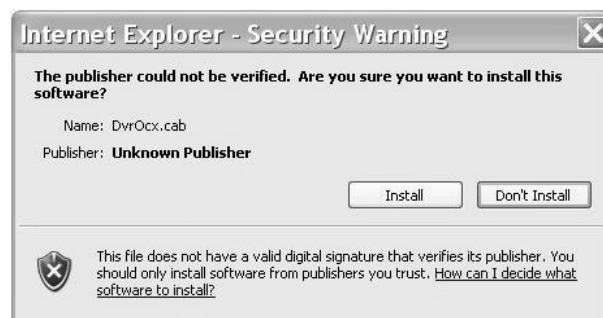 Internet Explorer - Security Warning
The publisher could not be verified.  Are you sure you want to install this
software?
Name: DvrOcx.cab
Publisher: Unknown Publisher
Install Don't Install
This file does not have a valid digital signature that verifies its publisher. You
should only install software from publishers you trust. How can I decide what
software to install?